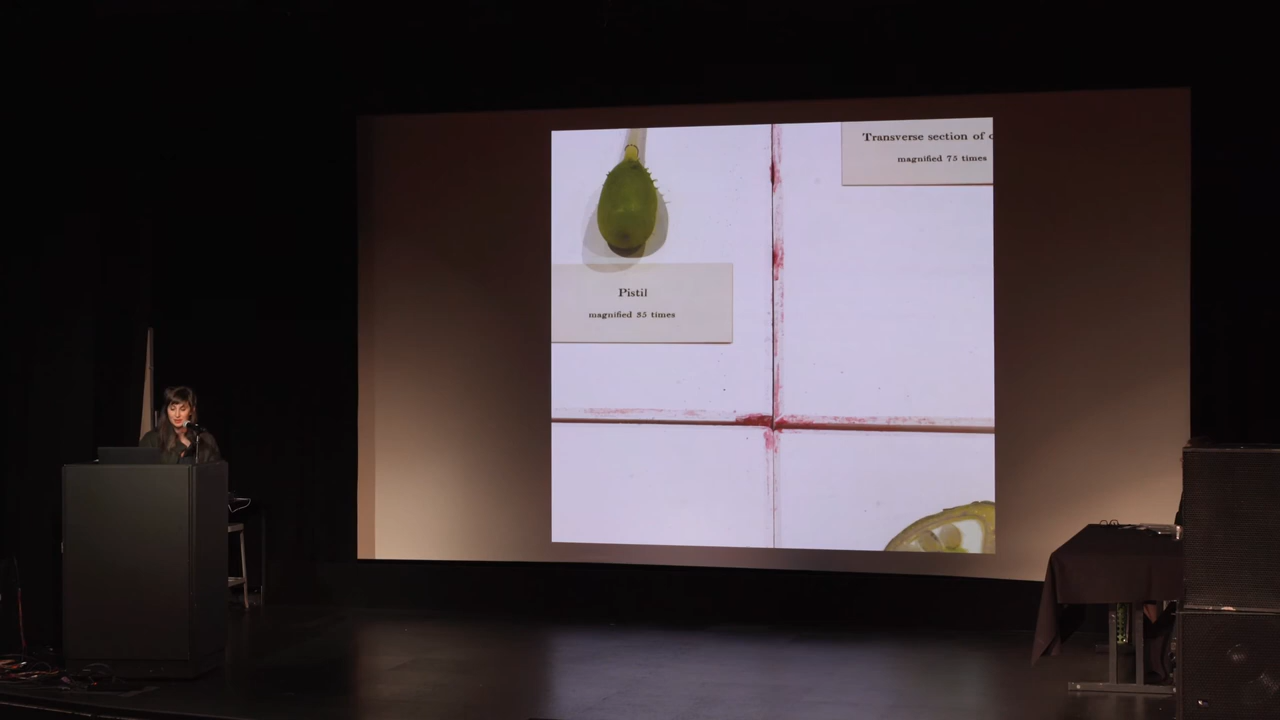 Transverse section of
magnified 75 times
Pistil
magnified 35 times